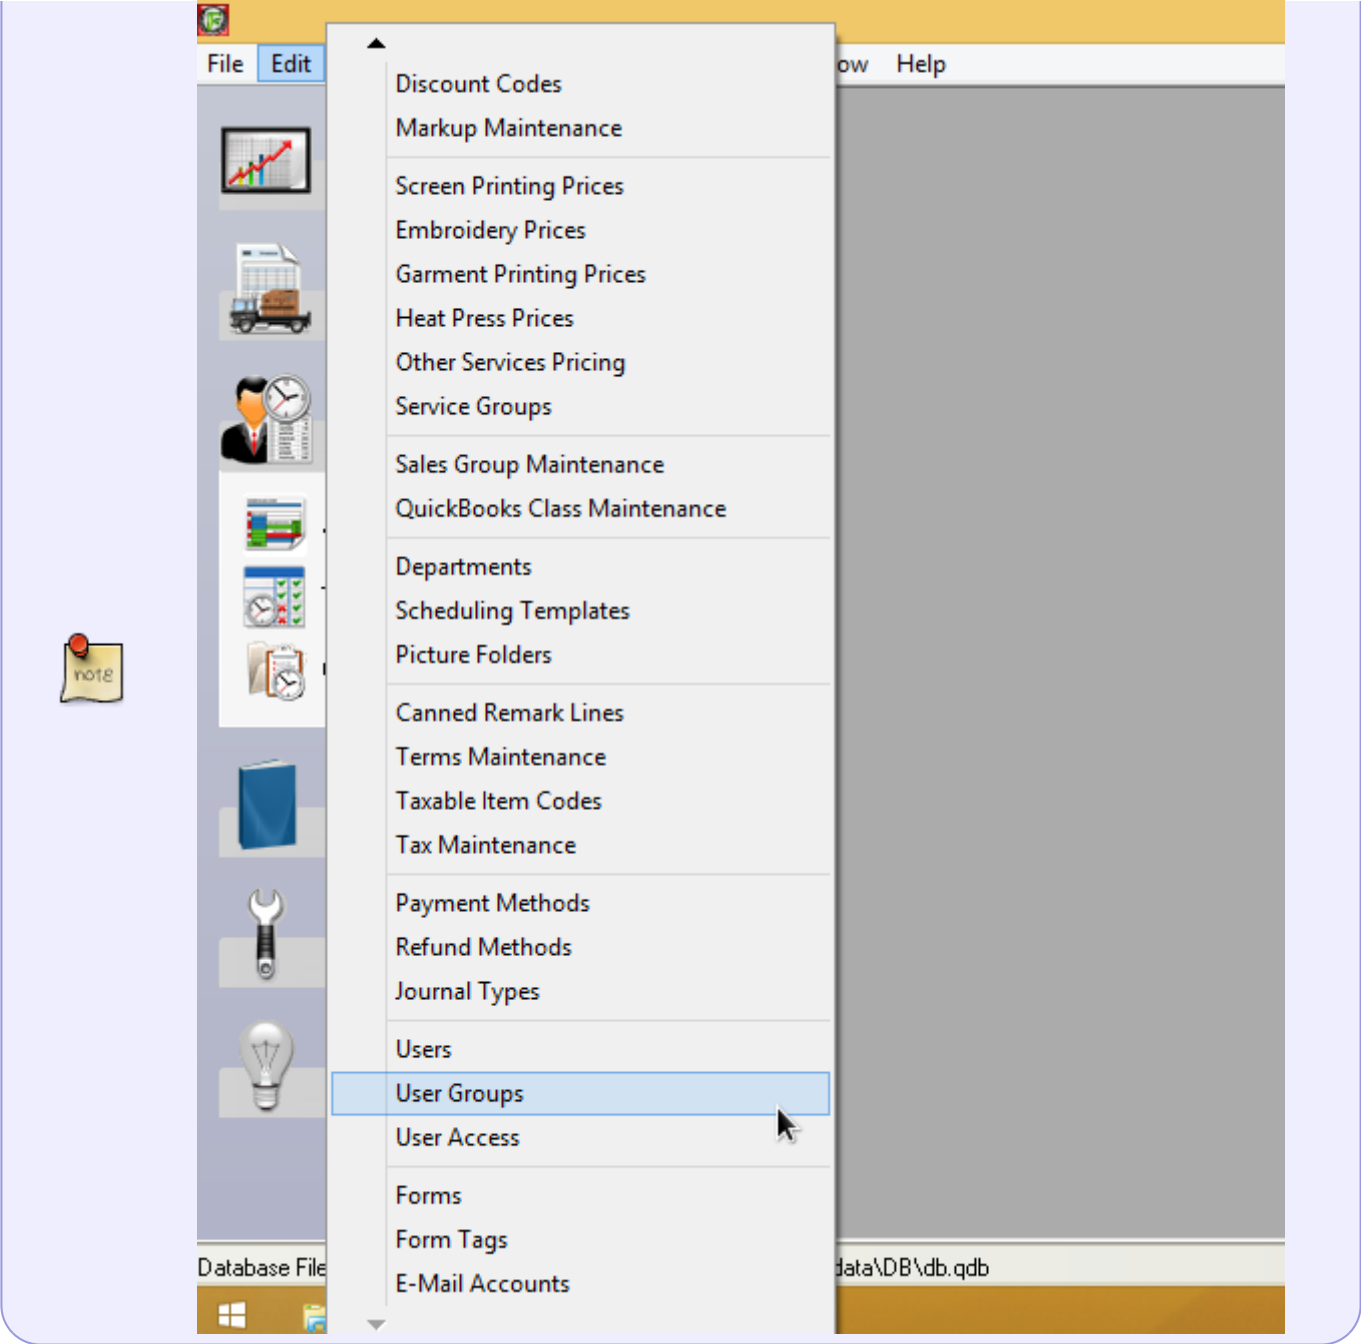 File Edit ow Help
Discount Codes
Markup Maintenance
Screen Printing Prices
Embroidery Prices
Garment Printing Prices
Heat Press Prices
Other Services Pricing
Service Groups
Sales Group Maintenance
QuickBooks Class Maintenance
Departments
Scheduling Templates
Picture Folders
note
Canned Remark Lines
Terms Maintenance
Taxable Item Codes
Tax Maintenance
Payment Methods
Refund Methods
Journal Types
Users
User Groups
User Access
Forms
Form Tags
Database File data\DB\db.qdb
E-Mail Accounts